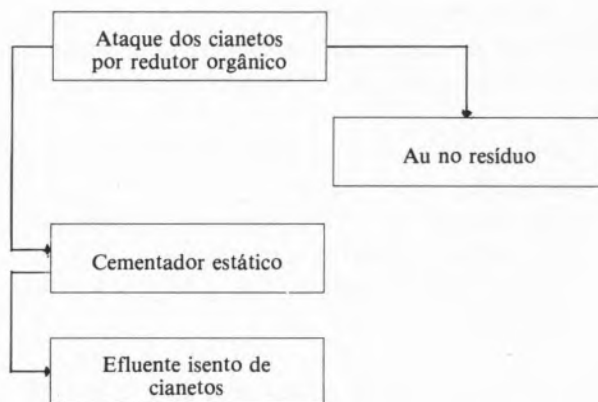 Ataque dos cianetos
por redutor orgânico
Au no resíduo
Cementador estático
Efluente isento de
cianetos